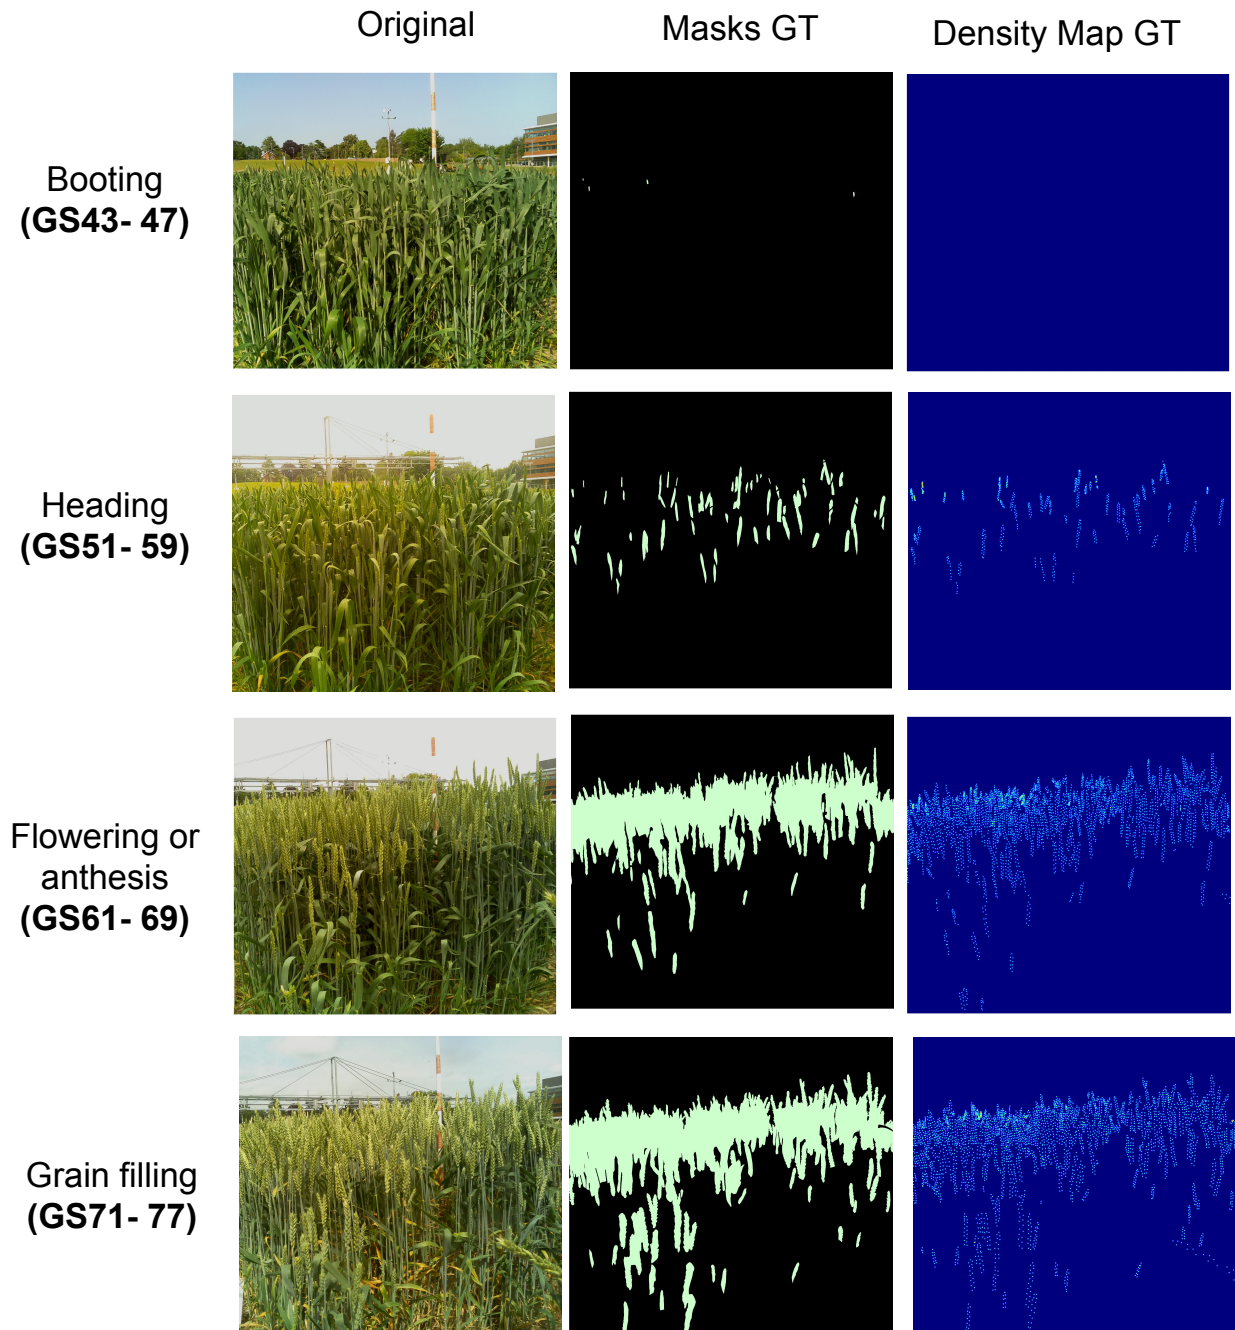 Original
Masks GT
Density Map GT
Booting
(GS43- 47)
Heading
(GS51- 59)
Flowering or
anthesis
(GS61- 69)
Grain filling
(GS71- 77)